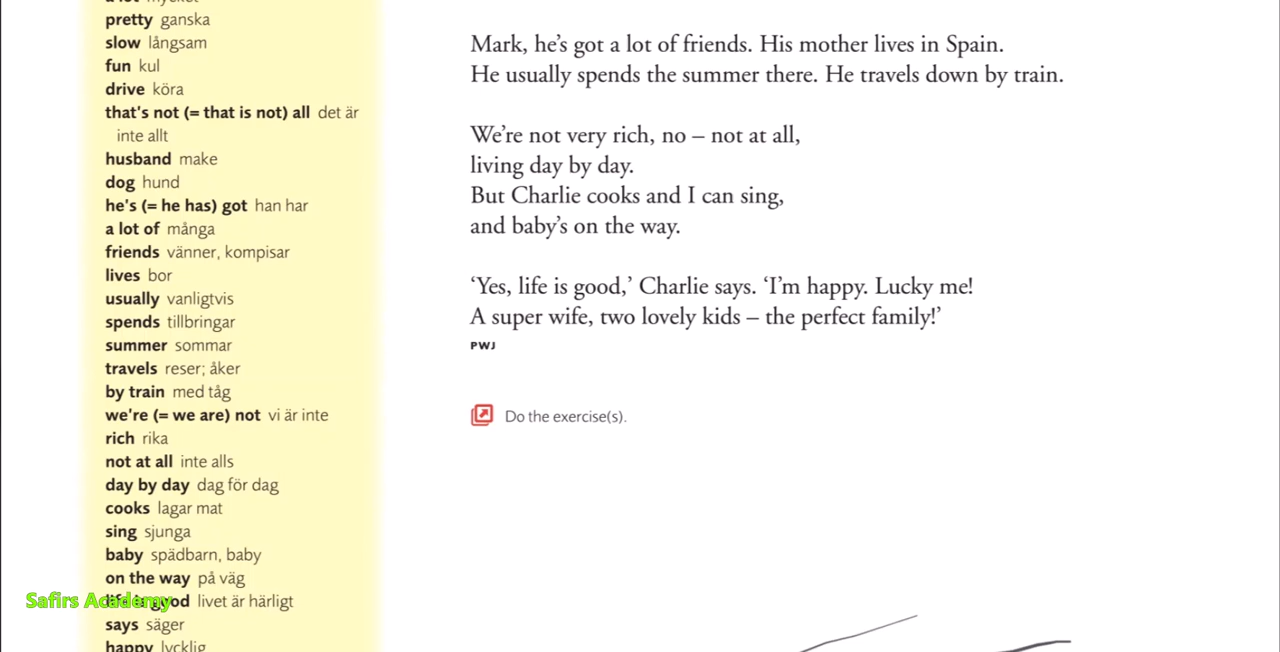 mycket
pretty ganska
slow långsam
fun kul
drive köra
that's not (= that is not) all det är
inte allt
husband make
dog hund
he's (= he has) got han har
a lot of många
friends vänner, kompisar
lives bor
usually vanligtvis
spends tillbringar
summer sommar
travels reser; åker
by train med tåg
we're (= we are) not vi är inte
rich rika
not at all inte alls
day by day dag för dag
cooks lagar mat
sing sjunga
baby spädbarn, baby
on the way på väg
livet är härligt
says säger
happy lycklig
Safirs Academy
Mark, he's got a lot of friends. His mother lives in Spain.
He usually spends the summer there. He travels down by train.
We're not very rich, no – not at all,
living day by day.
But Charlie cooks and I can sing,
and baby's on the way.
‘Yes, life is good,’ Charlie says. ‘I'm happy. Lucky me!
A super wife, two lovely kids – the perfect family!’
PWJ
Do the exercise(s).